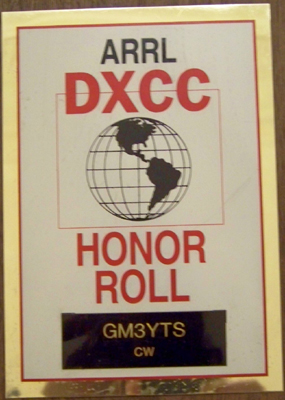 ARRL
DXCC
HONOR
ROLL
GM3YTS
CW